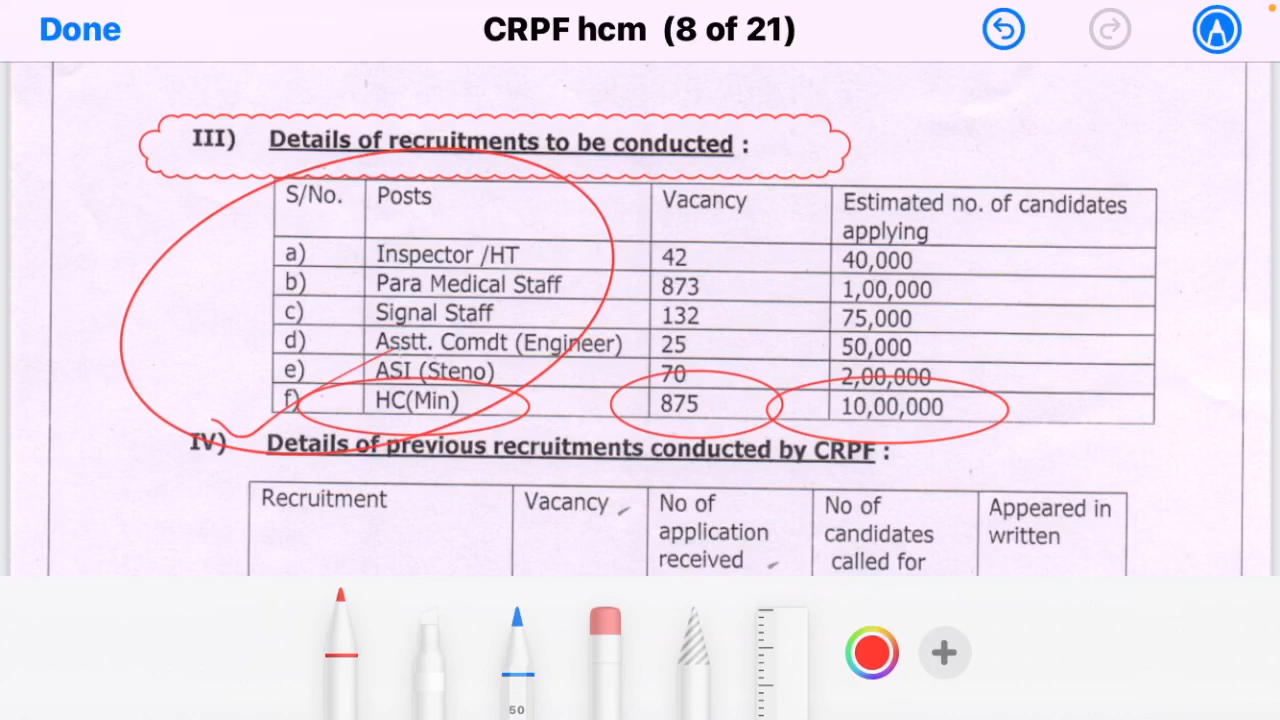 Done
CRPF hcm (8 of 21)
III) Details of recruitments to be conducted :
S/No. Posts Vacancy Estimated no. of candidates applying
a) Inspector /HT 42 40,000
b) Para Medical Staff 873 1,00,000
c) Signal Staff 132 75,000
d) Asstt. Comdt (Engineer) 25 50,000
e) ASI (Steno) 70 2,00,000
f) HC(Min) 875 10,00,000
IV) Details of previous recruitments conducted by CRPF :
Recruitment Vacancy No of application received No of candidates called for Appeared in written
50